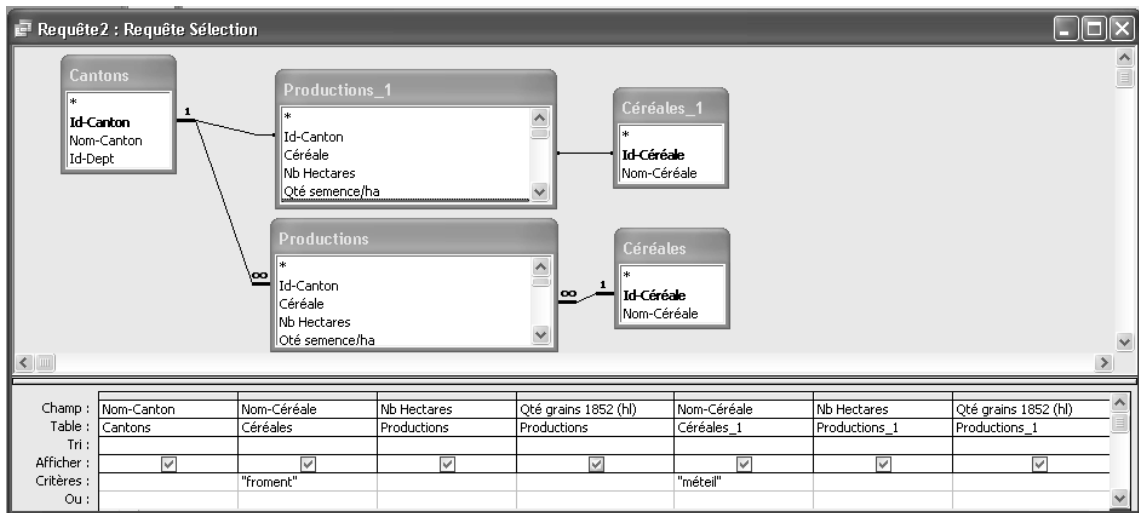 Requête2 : Requête Sélection
Cantons
*
Id-Canton
Nom-Canton
Id-Dept
1
Productions_1
*
Id-Canton
Céréale
Nb Hectares
Qté semence/ha
Céréales_1
*
Id-Céréale
Nom-Céréale
Productions
*
Id-Canton
Céréale
Nb Hectares
Qté semence/ha
∞
∞
1
Céréales
*
Id-Céréale
Nom-Céréale
Champ : Nom-Canton Nom-Céréale Nb Hectares Qté grains 1852 (hl) Nom-Céréale Nb Hectares Qté grains 1852 (hl)
Table : Cantons Céréales Productions Productions Céréales_1 Productions_1 Productions_1
Tri :
Afficher :
Critères : "froment" "méteil"
Ou :